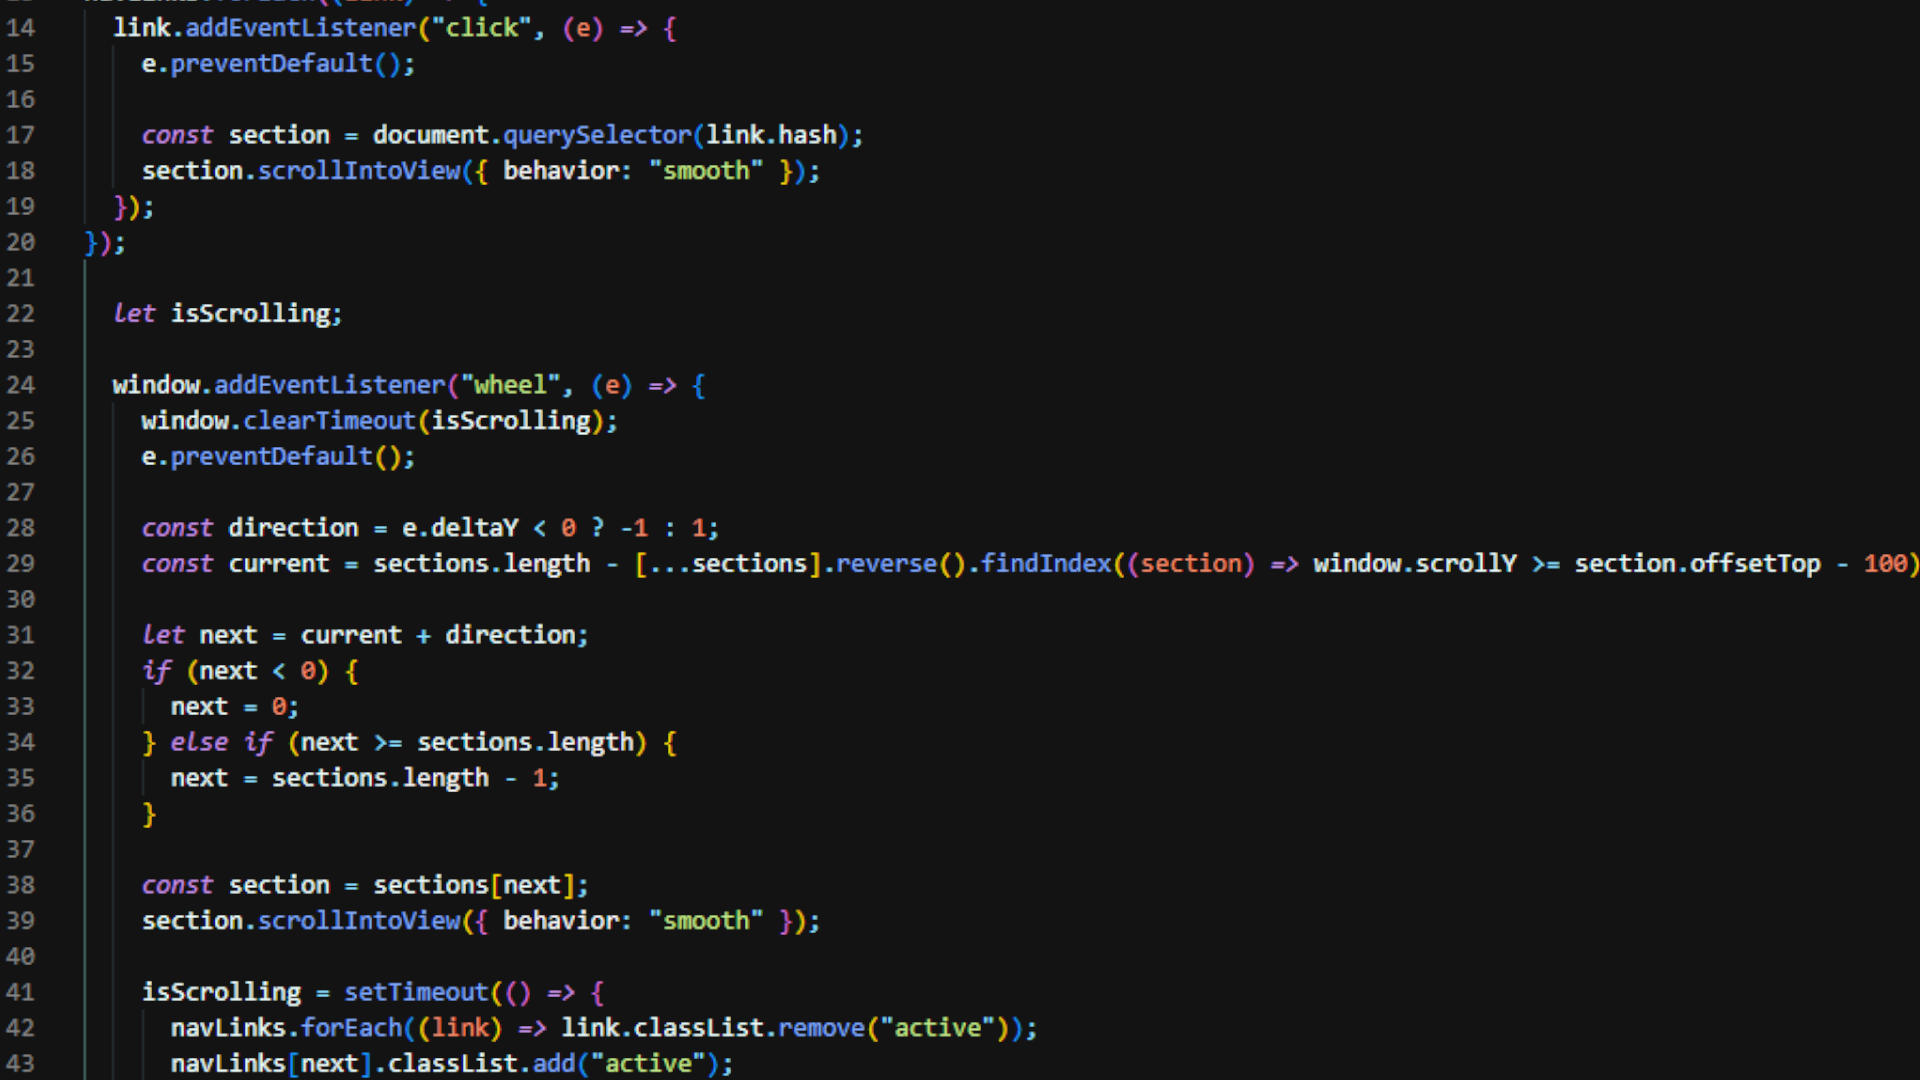 14 link.addEventListener("click", (e) => {
15 e.preventDefault();
16
17 const section = document.querySelector(link.hash);
18 section.scrollIntoView({ behavior: "smooth" });
19 });
20 });
21
22 let isScrolling;
23
24 window.addEventListener("wheel", (e) => {
25 window.clearTimeout(isScrolling);
26 e.preventDefault();
27
28 const direction = e.deltaY < 0 ? -1 : 1;
29 const current = sections.length - [...sections].reverse().findIndex((section) => window.scrollY >= section.offsetTop - 100)
30
31 let next = current + direction;
32 if (next < 0) {
33 next = 0;
34 } else if (next >= sections.length) {
35 next = sections.length - 1;
36 }
37
38 const section = sections[next];
39 section.scrollIntoView({ behavior: "smooth" });
40
41 isScrolling = setTimeout(() => {
42 navLinks.forEach((link) => link.classList.remove("active"));
43 navLinks[next].classList.add("active");